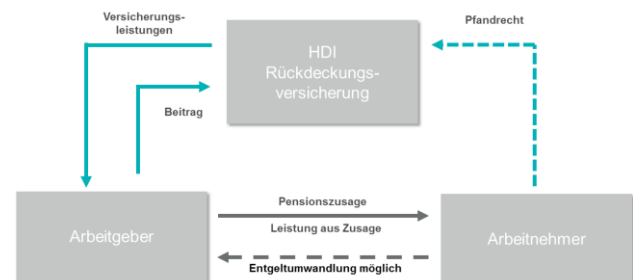 Versicherungs-
leistungen
Pfandrecht
HDI
Rückdeckungs-
versicherung
Beitrag
Pensionszusage
Arbeitgeber
Leistung aus Zusage
Arbeitnehmer
Entgeltumwandlung möglich